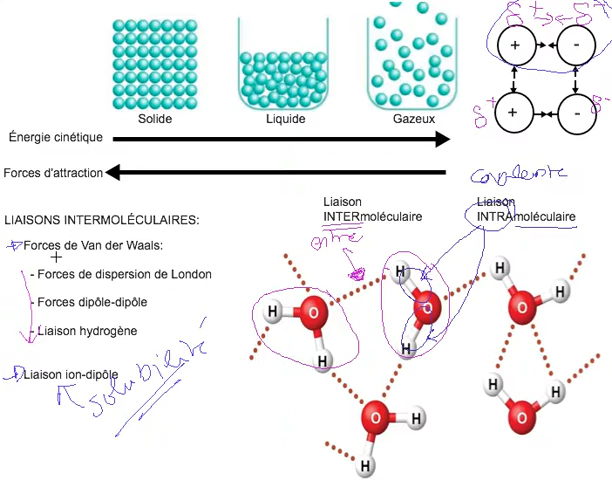 δ+ δ-
+ -
δ+ + - δ-
Solide Liquide Gazeux
Énergie cinétique
Forces d'attraction
covalente
Liaison
INTERmoléculaire
Liaison
INTRAmoléculaire
entre
LIAISONS INTERMOLÉCULAIRES:
Forces de Van der Waals:
- Forces de dispersion de London
- Forces dipôle-dipôle
- Liaison hydrogène
Liaison ion-dipôle
solubilité
H O H
H O H
H O H
O H H
H H O